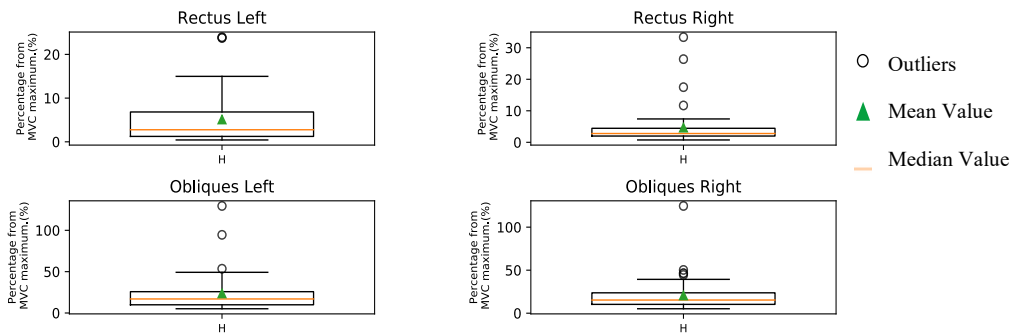 Rectus Left
Percentage from
MVC maximum.(%)
20
10
0
H
Rectus Right
Percentage from
MVC maximum.(%)
30
20
10
0
H
Outliers
Mean Value
Median Value
Obliques Left
Percentage from
MVC maximum.(%)
100
50
0
H
Obliques Right
Percentage from
MVC maximum.(%)
100
50
0
H